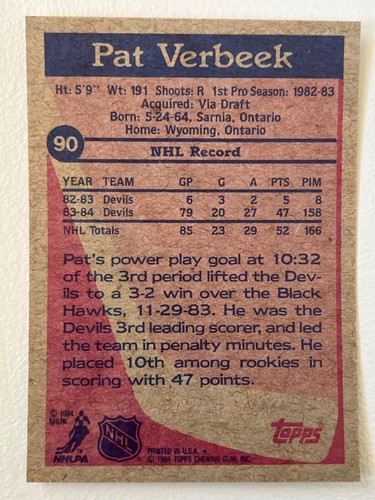 Pat Verbeek
Ht: 5'9" Wt: 191 Shoots: R 1st Pro Season: 1982-83
Acquired: Via Draft
Born: 5-24-64, Sarnia, Ontario
Home: Wyoming, Ontario
90
NHL Record
YEAR TEAM GP G A PTS PIM
82-83 Devils 6 3 2 5 8
83-84 Devils 79 20 27 47 158
NHL Totals 85 23 29 52 166
Pat's power play goal at 10:32
of the 3rd period lifted the Dev-
ils to a 3-2 win over the Black
Hawks, 11-29-83. He was the
Devils 3rd leading scorer, and led
the team in penalty minutes. He
placed 10th among rookies in
scoring with 47 points.
© 1984
NHLPA
NHLPA
NHL
topps
PRINTED IN U.S.A.
© 1984 TOPPS CHEWING GUM, INC.